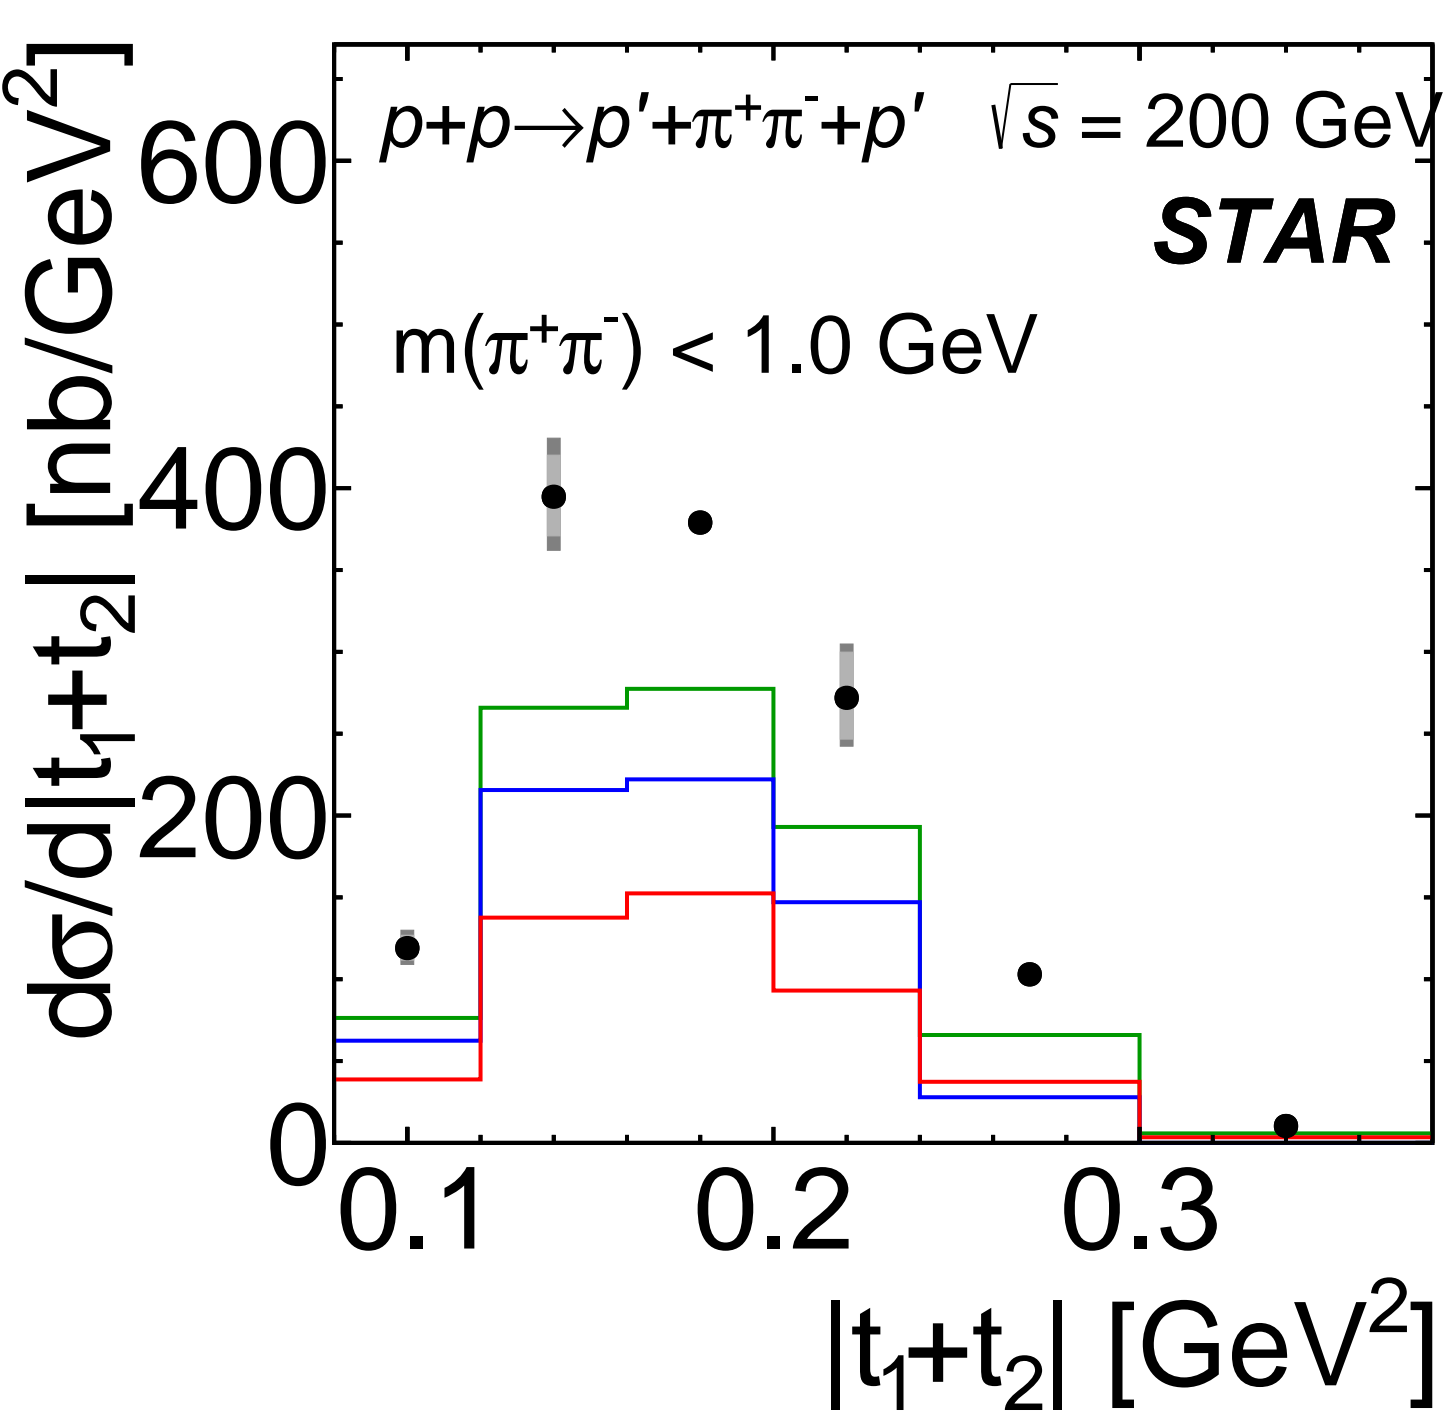 p+p→p′+π⁺π⁻+p′ √s = 200 GeV
STAR
m(π⁺π⁻) < 1.0 GeV
dσ/d|t₁+t₂| [nb/GeV²]
600
400
200
0
0.1 0.2 0.3
|t₁+t₂| [GeV²]